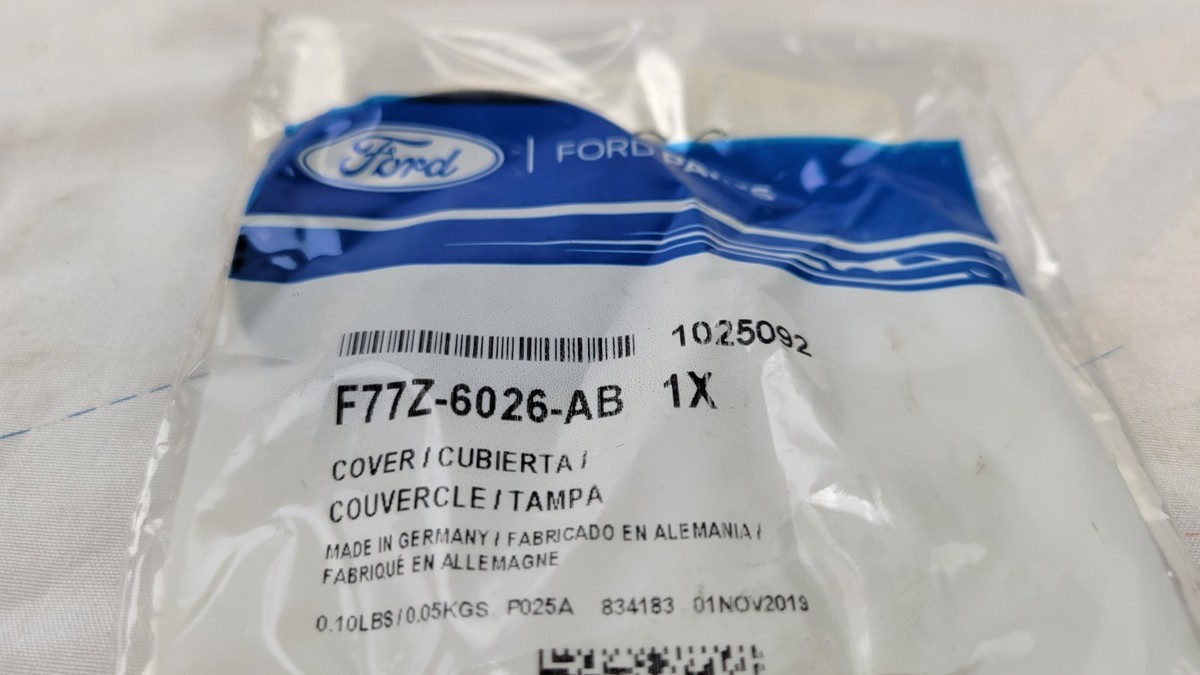 Ford | FORD PARTS
1025092
F77Z-6026-AB 1X
COVER / CUBIERTA /
COUVERCLE / TAMPA
MADE IN GERMANY / FABRICADO EN ALEMANIA /
FABRIQUÉ EN ALLEMAGNE
0.10LBS/0.05KGS P025A 834183 01NOV2019